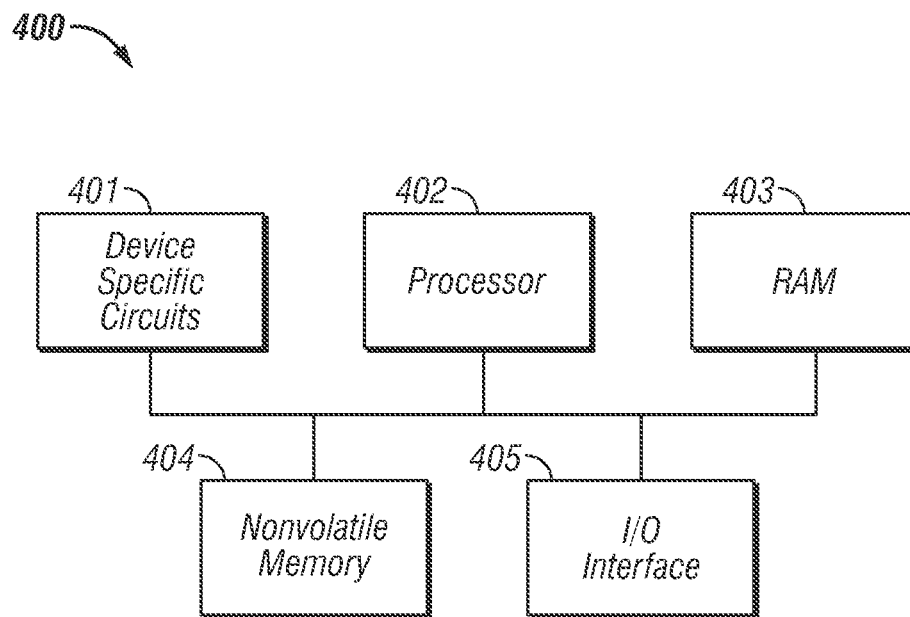 400
401
402
403
Device
Specific
Circuits
Processor
RAM
404
405
Nonvolatile
Memory
I/O
Interface